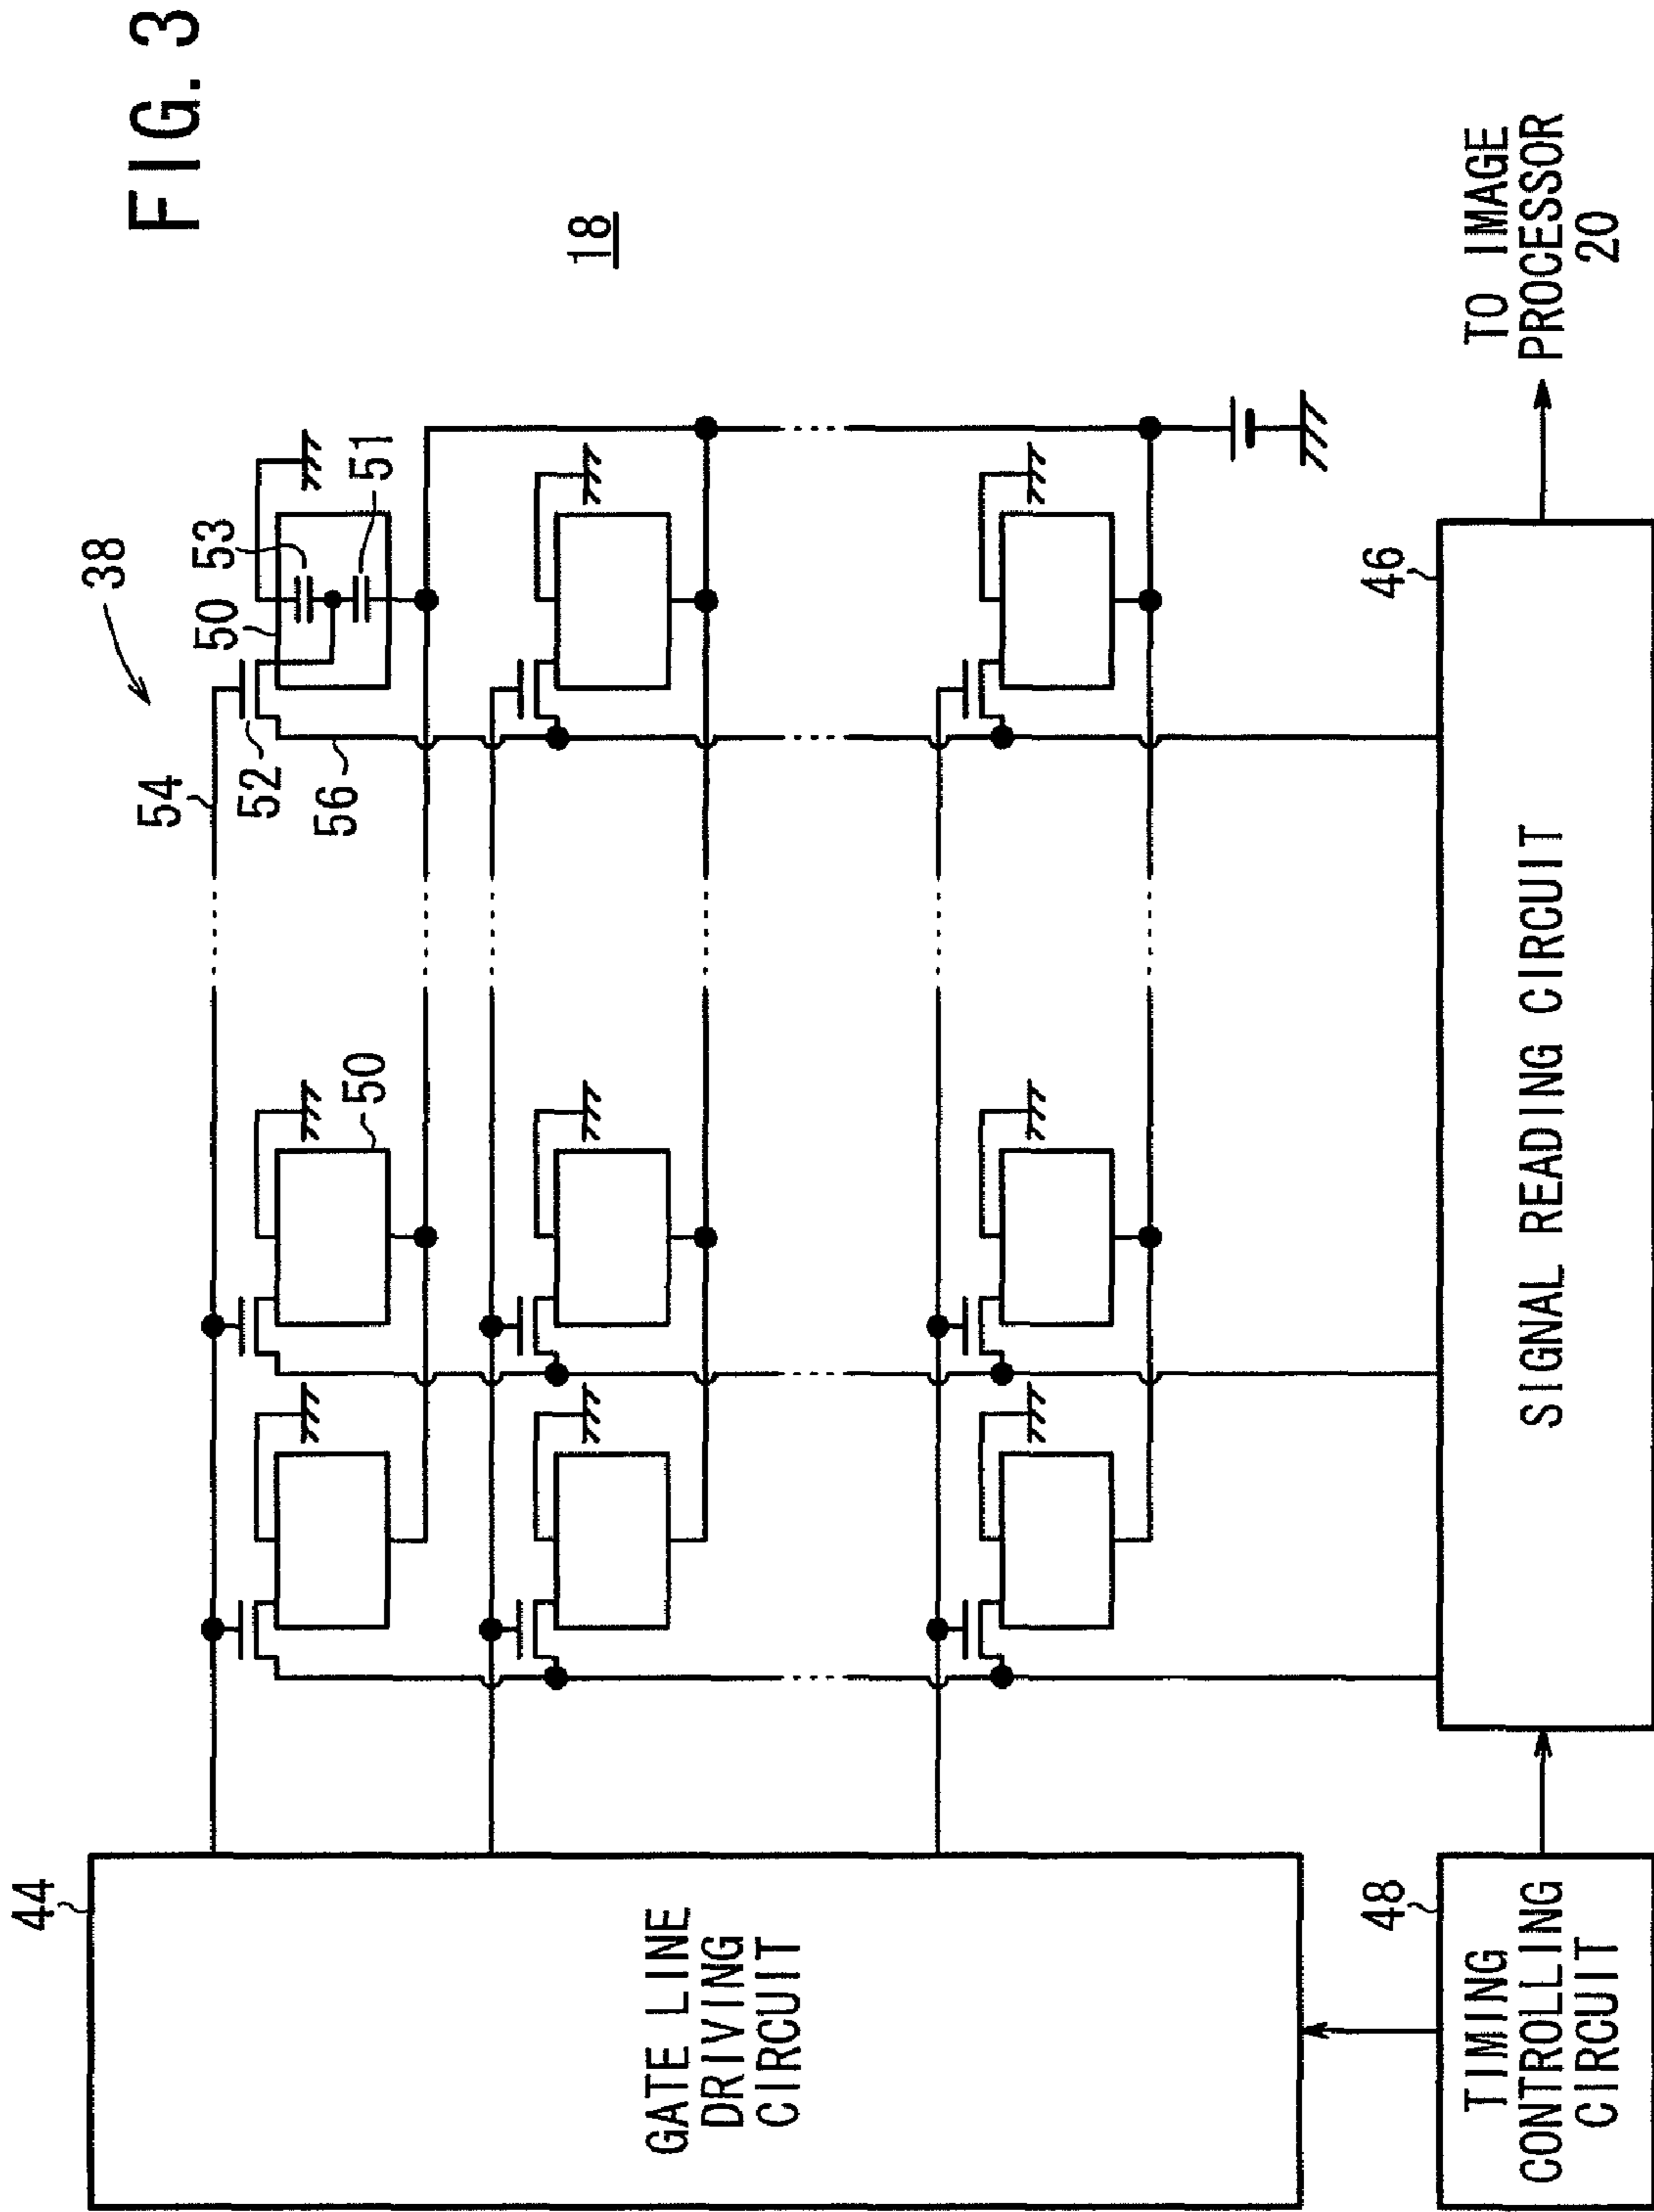 FIG. 3
18
38
54
52
56
50
53
51
50
44
GATE LINE
DRIVING
CIRCUIT
48
TIMING
CONTROLLING
CIRCUIT
46
SIGNAL READING CIRCUIT
TO IMAGE
PROCESSOR
20